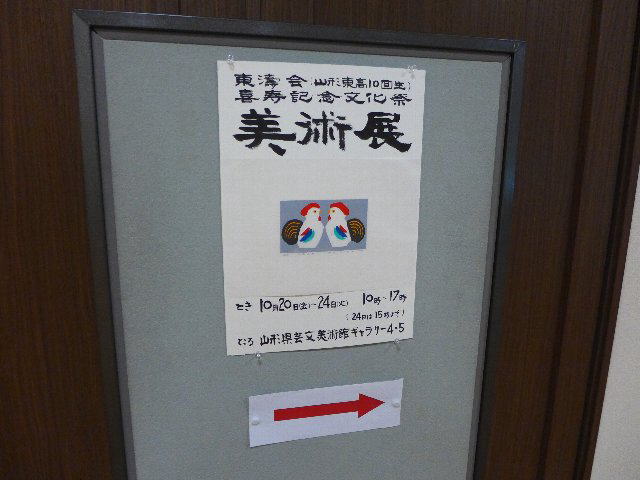 東濤会(山形東高10回生)
喜寿記念文化祭
美術展
とき 10月20日(金)~24日(火) 10時~17時
(24日は15時まで)
ところ 山形県芸文美術館ギャラリー4・5